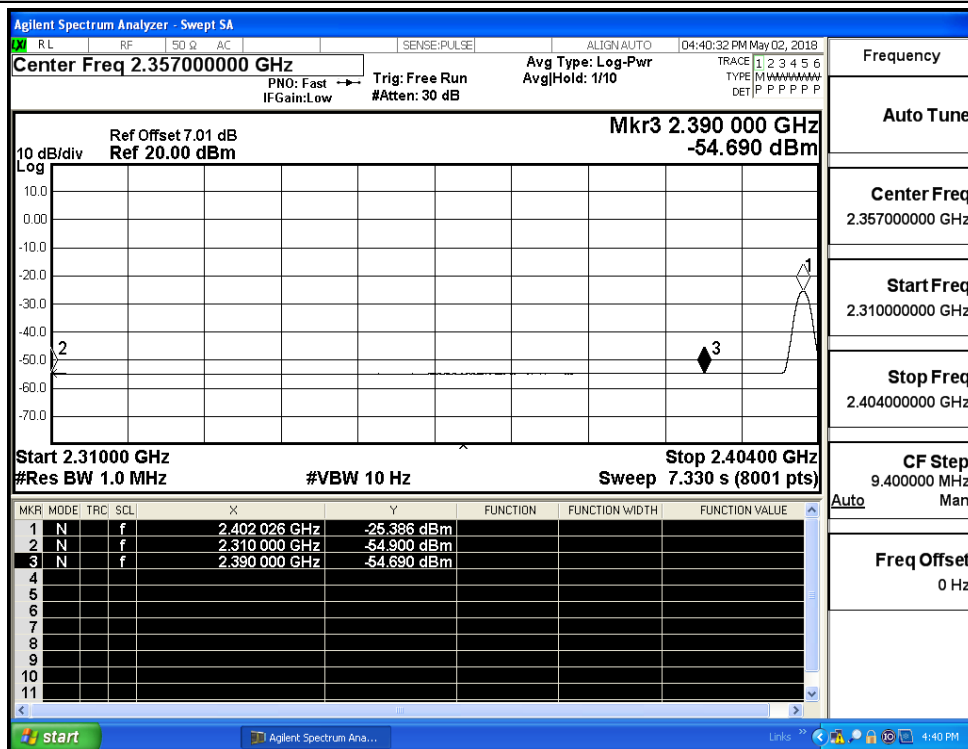 Agilent Spectrum Analyzer - Swept SA
LXI RL RF 50 Ω AC SENSE:PULSE ALIGN AUTO 04:40:32 PM May 02, 2018
Center Freq 2.357000000 GHz
PNO: Fast
IFGain:Low
Trig: Free Run
#Atten: 30 dB
Avg Type: Log-Pwr
Avg|Hold: 1/10
TRACE 1 2 3 4 5 6
TYPE M W W W W W
DET P P P P P P
Ref Offset 7.01 dB
Ref 20.00 dBm
10 dB/div
Log
Mkr3 2.390 000 GHz
-54.690 dBm
10.0
0.00
-10.0
-20.0
-30.0
-40.0
-50.0
-60.0
-70.0
1
2
3
Start 2.31000 GHz
Stop 2.40400 GHz
#Res BW 1.0 MHz
#VBW 10 Hz
Sweep 7.330 s (8001 pts)
MKR MODE TRC SCL X Y FUNCTION FUNCTION WIDTH FUNCTION VALUE
1 N f 2.402 026 GHz -25.386 dBm
2 N f 2.310 000 GHz -54.900 dBm
3 N f 2.390 000 GHz -54.690 dBm
4
5
6
7
8
9
10
11
Frequency
Auto Tune
Center Freq
2.357000000 GHz
Start Freq
2.310000000 GHz
Stop Freq
2.404000000 GHz
CF Step
9.400000 MHz
Auto Man
Freq Offset
0 Hz
start
Agilent Spectrum Ana...
Links
4:40 PM